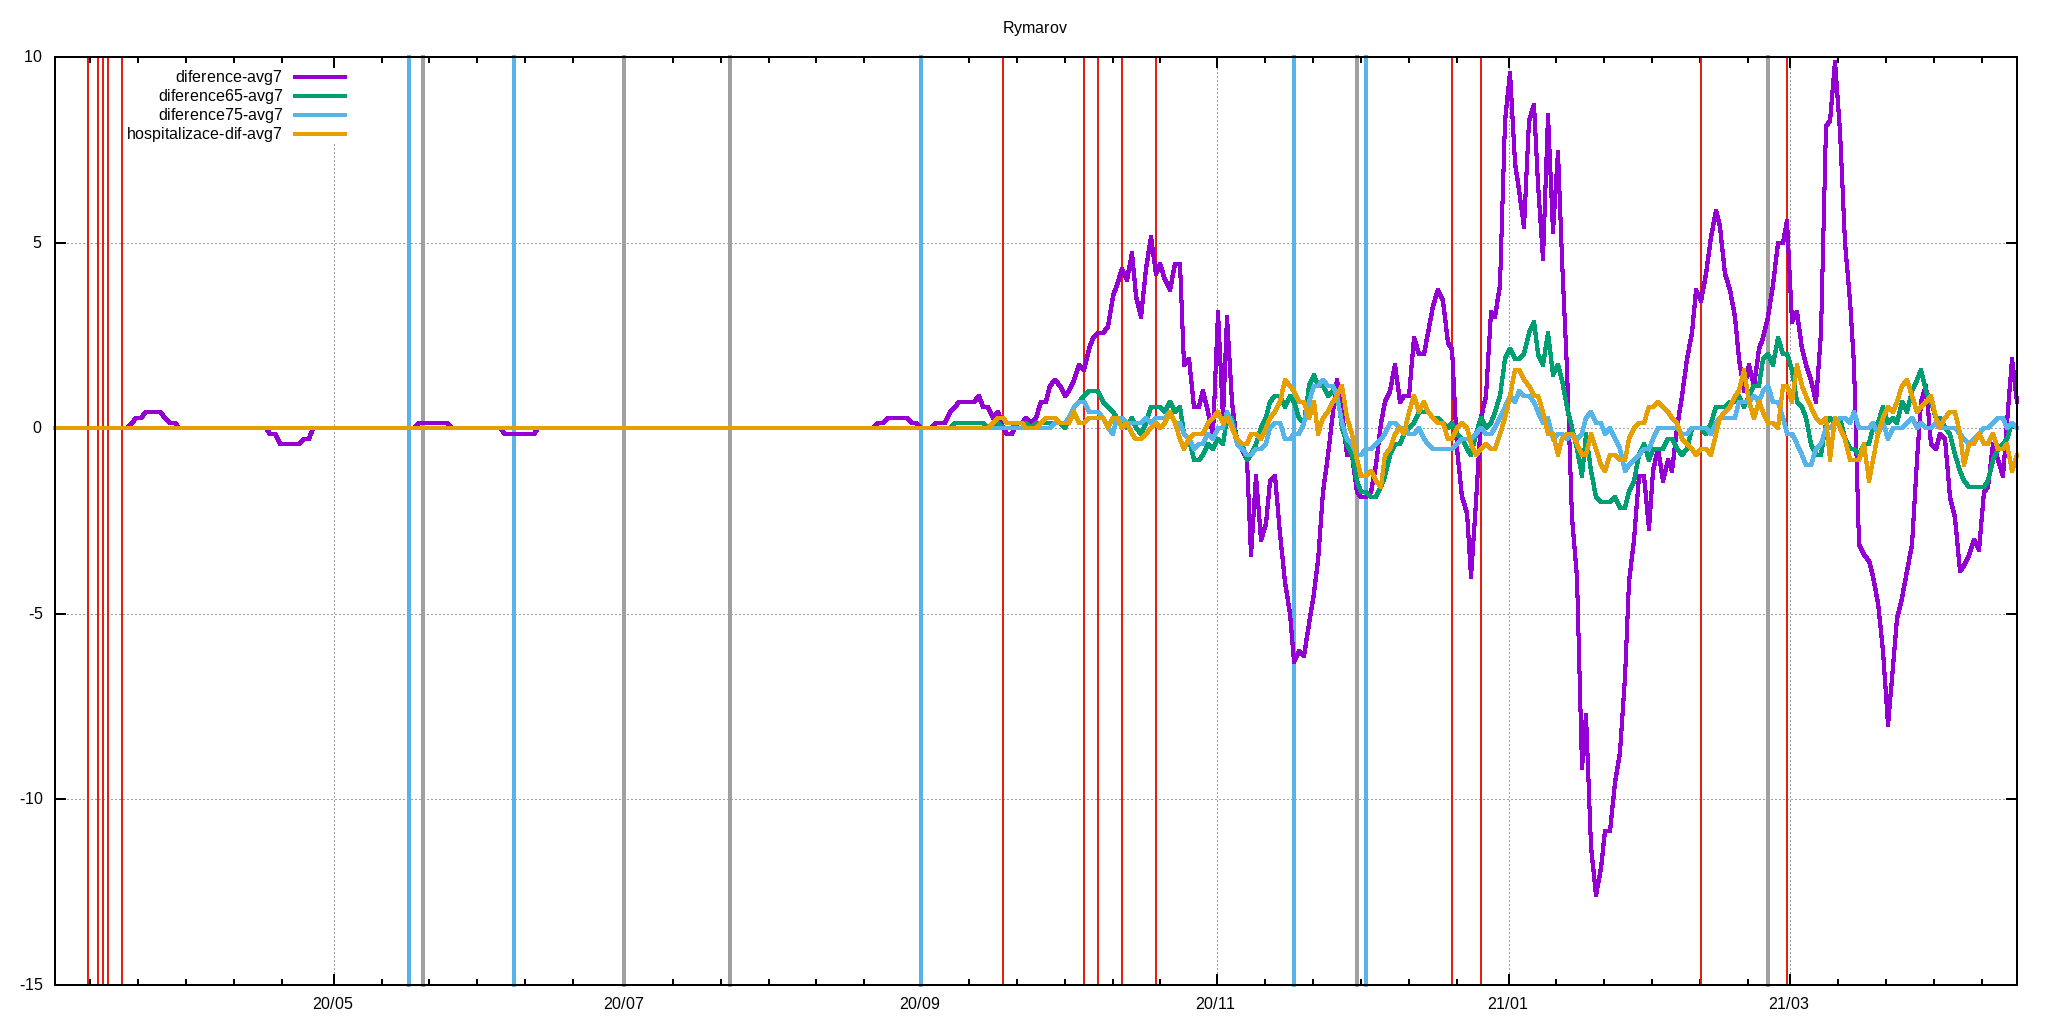 Rymarov
10
5
0
-5
-10
-15
diference-avg7
diference65-avg7
diference75-avg7
hospitalizace-dif-avg7
20/05
20/07
20/09
20/11
21/01
21/03